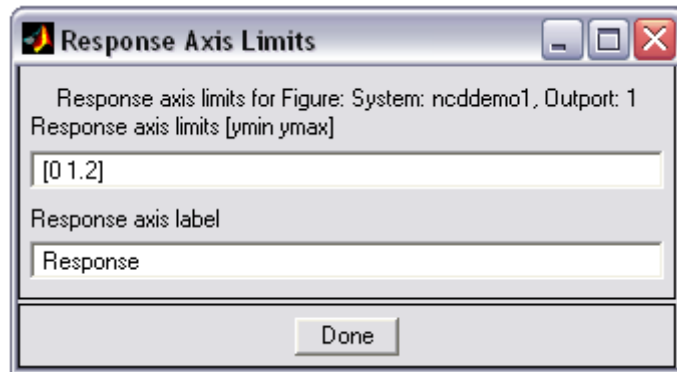 Response Axis Limits
Response axis limits for Figure: System: ncddemo1, Outport: 1
Response axis limits [ymin ymax]
[0 1.2]
Response axis label
Response
Done